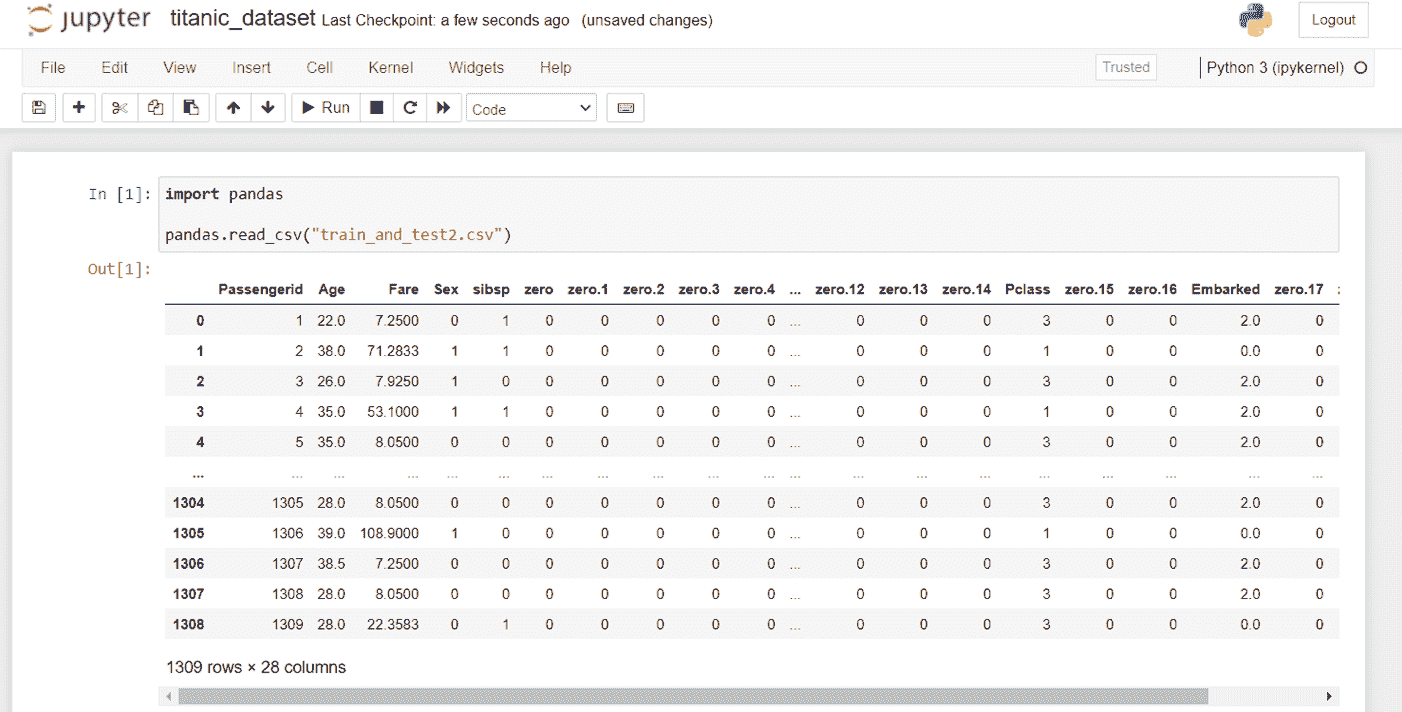 jupyter titanic_dataset Last Checkpoint: a few seconds ago (unsaved changes) Logout
File Edit View Insert Cell Kernel Widgets Help Trusted Python 3 (ipykernel)
Run Code
In [1]: import pandas
pandas.read_csv("train_and_test2.csv")
Out[1]:
Passengerid Age Fare Sex sibsp zero zero.1 zero.2 zero.3 zero.4 ... zero.12 zero.13 zero.14 Pclass zero.15 zero.16 Embarked zero.17
0 1 22.0 7.2500 0 1 0 0 0 0 0 ... 0 0 0 3 0 0 2.0 0
1 2 38.0 71.2833 1 1 0 0 0 0 0 ... 0 0 0 1 0 0 0.0 0
2 3 26.0 7.9250 1 0 0 0 0 0 0 ... 0 0 0 3 0 0 2.0 0
3 4 35.0 53.1000 1 1 0 0 0 0 0 ... 0 0 0 1 0 0 2.0 0
4 5 35.0 8.0500 0 0 0 0 0 0 0 ... 0 0 0 3 0 0 2.0 0
... ... ... ... ... ... ... ... ... ... ... ... ... ... ... ... ... ... ... ...
1304 1305 28.0 8.0500 0 0 0 0 0 0 0 ... 0 0 0 3 0 0 2.0 0
1305 1306 39.0 108.9000 1 0 0 0 0 0 0 ... 0 0 0 1 0 0 0.0 0
1306 1307 38.5 7.2500 0 0 0 0 0 0 0 ... 0 0 0 3 0 0 2.0 0
1307 1308 28.0 8.0500 0 0 0 0 0 0 0 ... 0 0 0 3 0 0 2.0 0
1308 1309 28.0 22.3583 0 1 0 0 0 0 0 ... 0 0 0 3 0 0 0.0 0
1309 rows × 28 columns